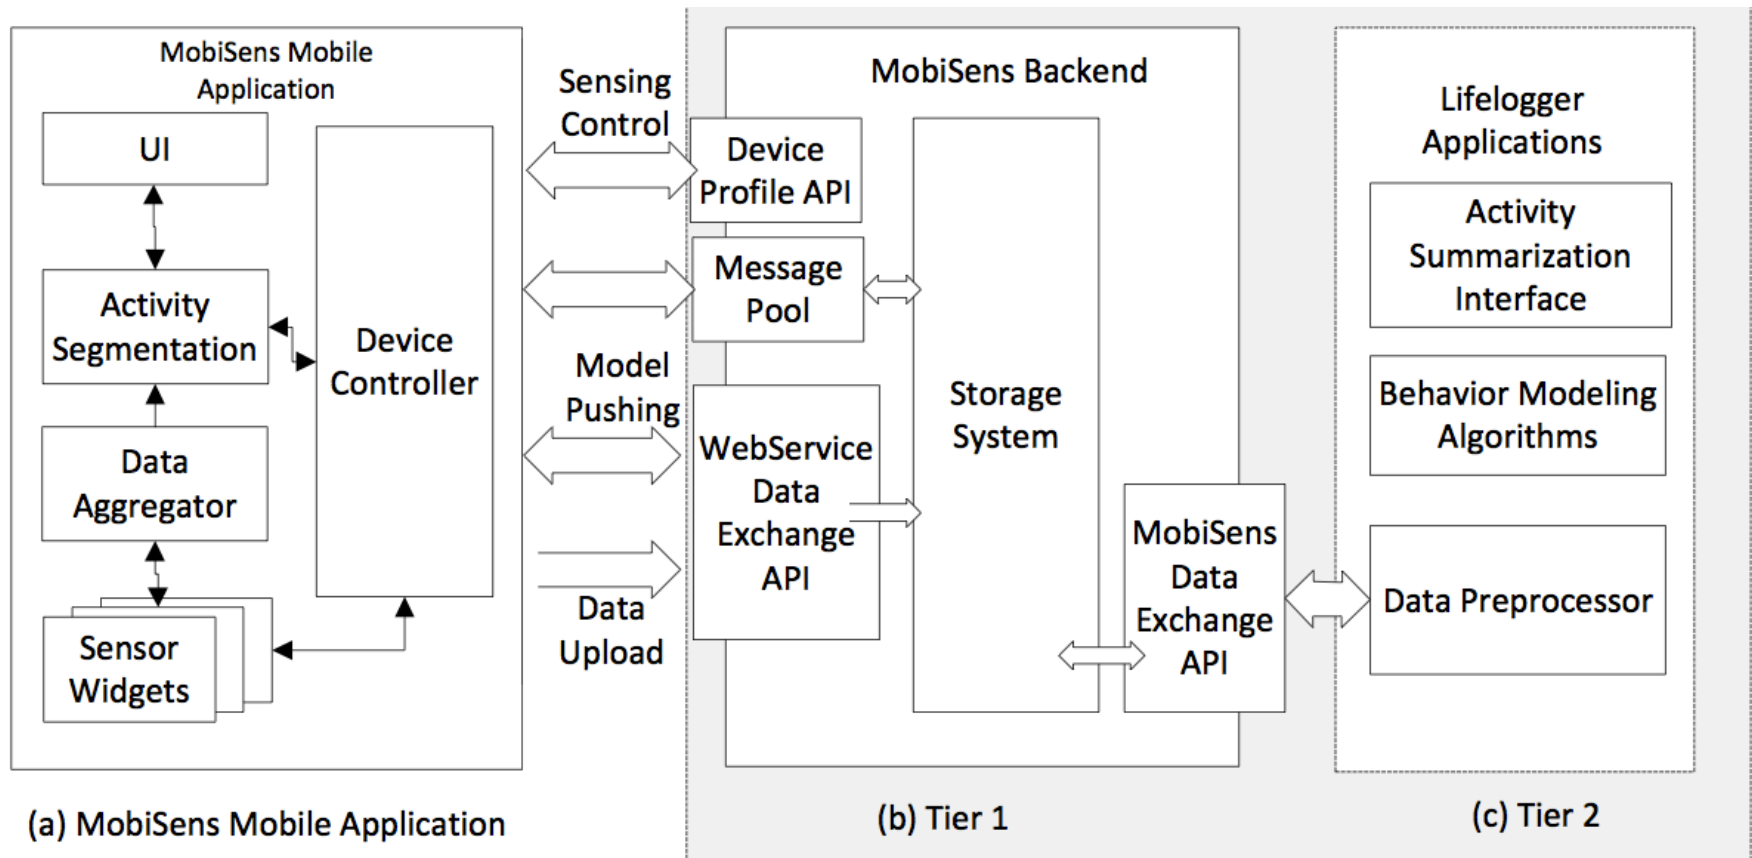 MobiSens Mobile
Application
UI
Activity
Segmentation
Data
Aggregator
Sensor
Widgets
Device
Controller
Sensing
Control
Model
Pushing
Data
Upload
MobiSens Backend
Device
Profile API
Message
Pool
WebService
Data
Exchange
API
Storage
System
MobiSens
Data
Exchange
API
Lifelogger
Applications
Activity
Summarization
Interface
Behavior Modeling
Algorithms
Data Preprocessor
(a) MobiSens Mobile Application
(b) Tier 1
(c) Tier 2